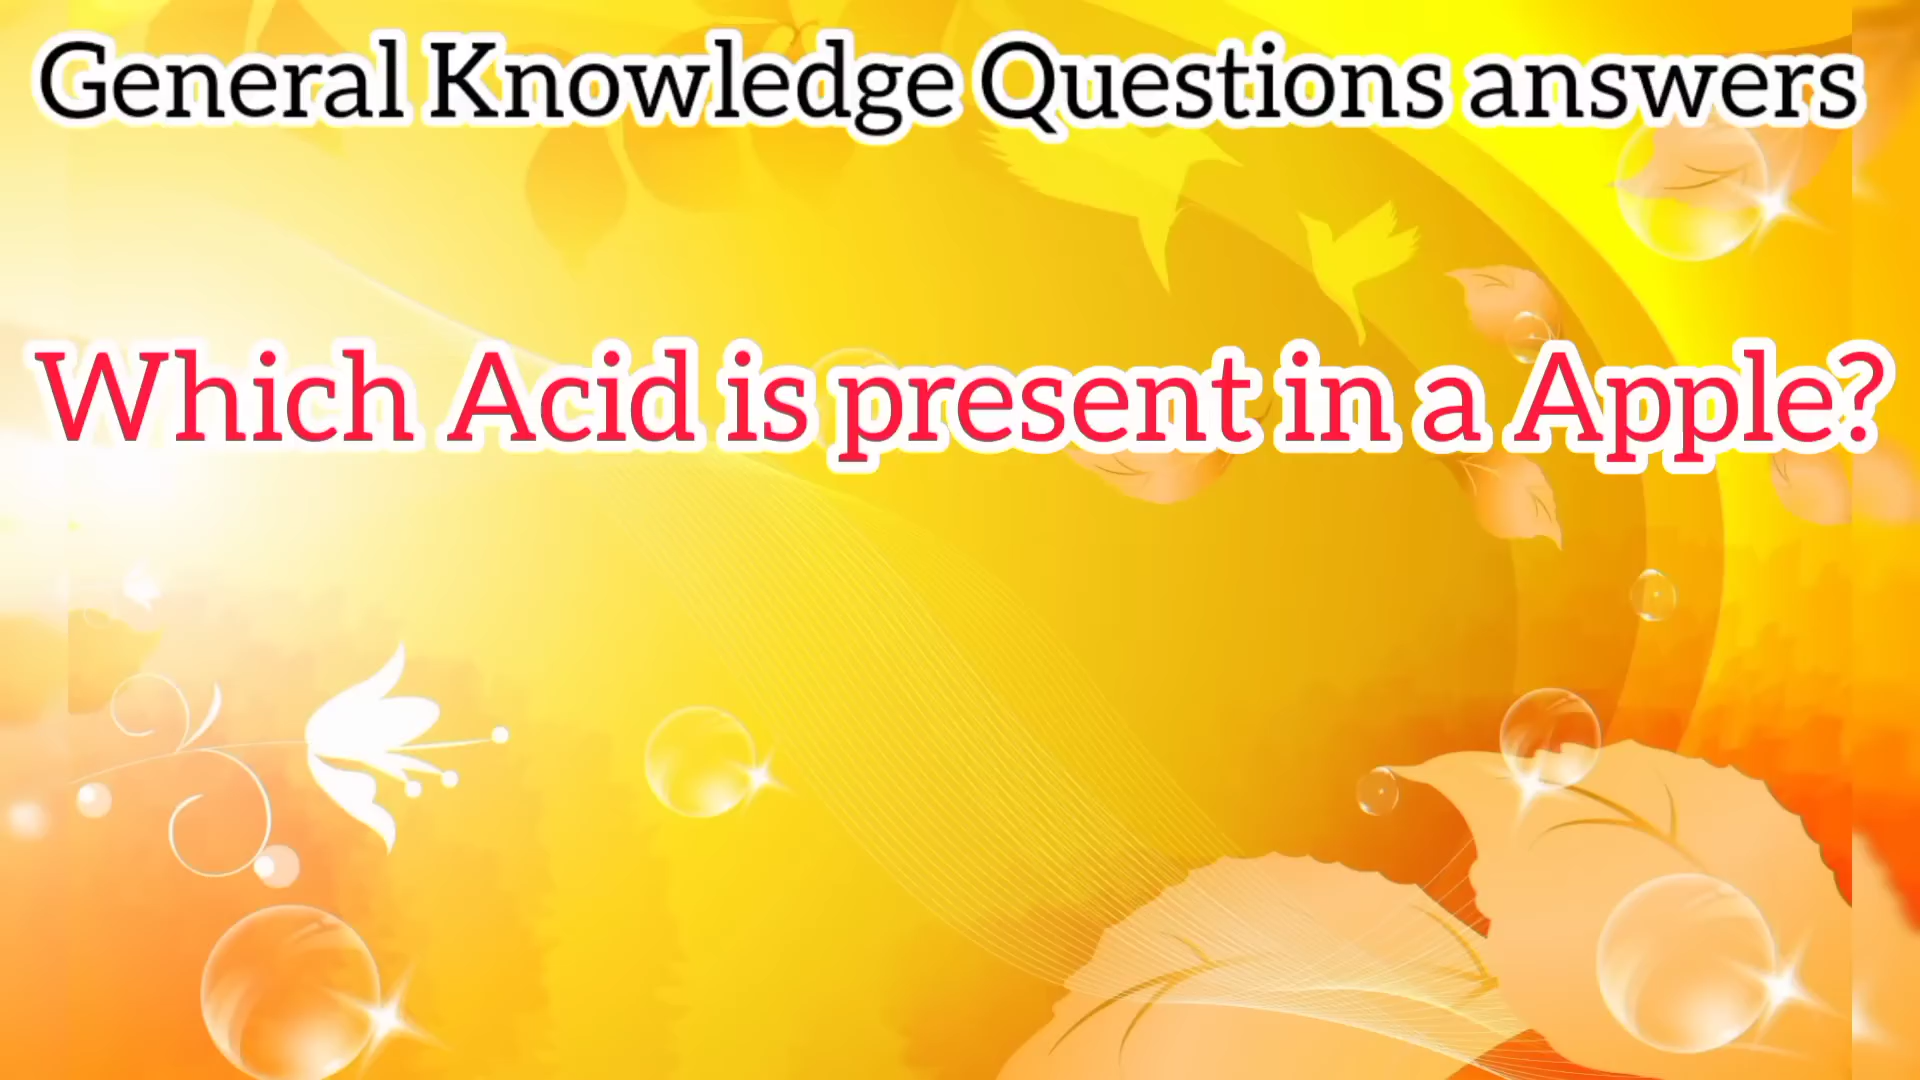 General Knowledge Questions answers
Which Acid is present in a Apple?